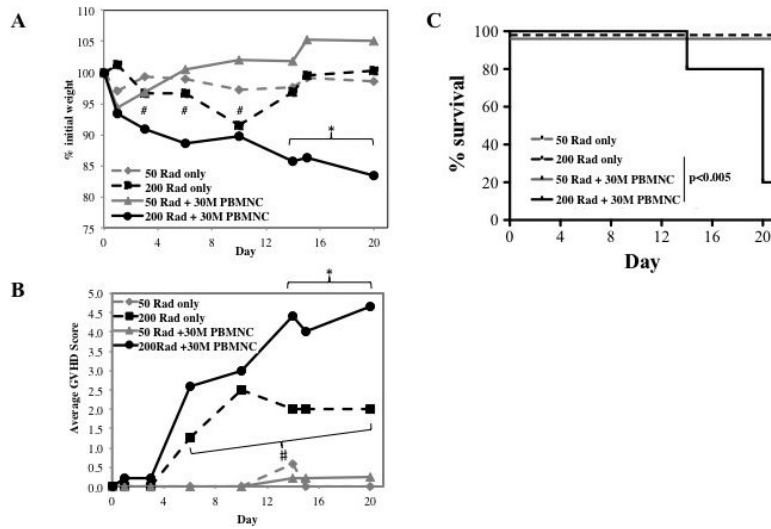 A
110
105
100
95
90
85
80
75
% initial weight
# # #
*
50 Rad only
200 Rad only
50 Rad + 30M PBMNC
200 Rad + 30M PBMNC
0 4 8 12 16 20
Day
B
5.0
4.5
4.0
3.5
3.0
2.5
2.0
1.5
1.0
0.5
0.0
Average GVHD Score
*
50 Rad only
200 Rad only
50 Rad +30M PBMNC
200Rad+30M PBMNC
#
0 4 8 12 16 20
Day
C
100
80
60
40
20
0
% survival
50 Rad only
200 Rad only
50 Rad + 30M PBMNC
200 Rad + 30M PBMNC
p<0.005
0 4 8 12 16 20
Day